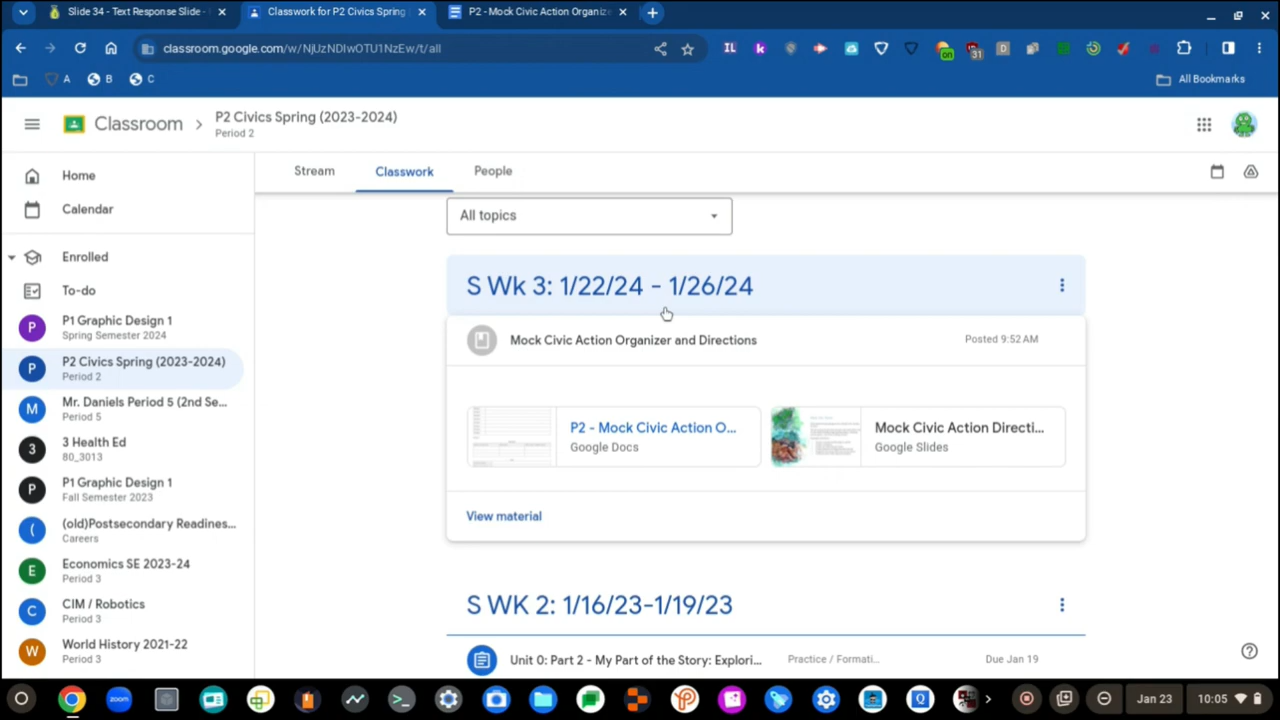 Slide 34 - Text Response Slide -
Classwork for P2 Civics Spring (
P2 - Mock Civic Action Organize
classroom.google.com/w/NjUzNDIwOTU1NzEw/t/all
IL
k
on
31
D
A
B
C
All Bookmarks
Classroom
P2 Civics Spring (2023-2024)
Period 2
Home
Calendar
Enrolled
To-do
P
P1 Graphic Design 1
Spring Semester 2024
P
P2 Civics Spring (2023-2024)
Period 2
M
Mr. Daniels Period 5 (2nd Se...
Period 5
3
3 Health Ed
80_3013
P
P1 Graphic Design 1
Fall Semester 2023
(
(old)Postsecondary Readines...
Careers
E
Economics SE 2023-24
Period 3
C
CIM / Robotics
Period 3
W
World History 2021-22
Period 3
Stream
Classwork
People
All topics
S Wk 3: 1/22/24 - 1/26/24
Mock Civic Action Organizer and Directions
Posted 9:52 AM
P2 - Mock Civic Action O...
Google Docs
Mock Civic Action Directi...
Google Slides
View material
S WK 2: 1/16/23-1/19/23
Unit 0: Part 2 - My Part of the Story: Explori...
Practice / Formati...
Due Jan 19
zoom
Q
Jan 23
10:05